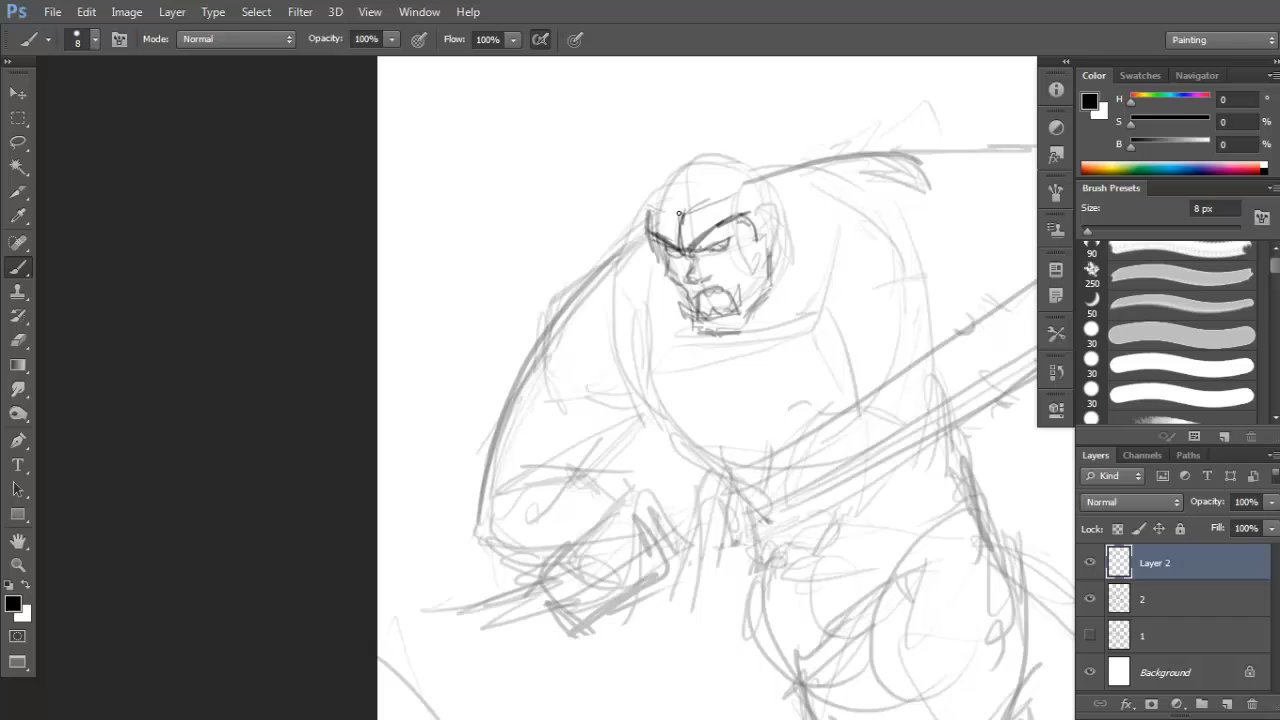 Ps File Edit Image Layer Type Select Filter 3D View Window Help
8 Mode: Normal Opacity: 100% Flow: 100% Painting
Color Swatches Navigator
H 0 °
S 0 %
B 0 %
Brush Presets
Size: 8 px
90
250
50
30
30
30
Layers Channels Paths
Kind
Normal Opacity: 100%
Lock: Fill: 100%
Layer 2
2
1
Background